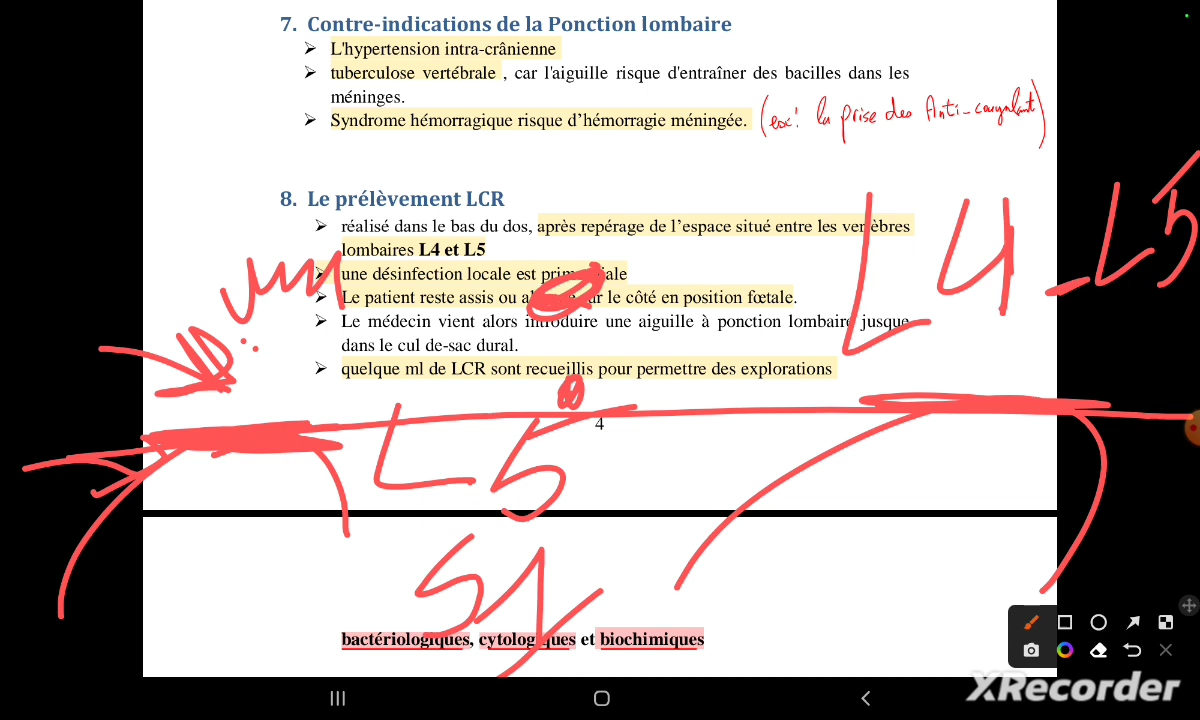 7. Contre-indications de la Ponction lombaire
➢ L'hypertension intra-crânienne
➢ tuberculose vertébrale , car l'aiguille risque d'entraîner des bacilles dans les
méninges.
➢ Syndrome hémorragique risque d'hémorragie méningée. (ex: la prise des Anti-coagulant)
8. Le prélèvement LCR
➢ réalisé dans le bas du dos, après repérage de l'espace situé entre les vertèbres
lombaires L4 et L5
L4-L5
➢ une désinfection locale est primordiale
➢ Le patient reste assis ou allongé sur le côté en position fœtale.
➢ Le médecin vient alors introduire une aiguille à ponction lombaire jusque
dans le cul de-sac dural.
➢ quelque ml de LCR sont recueillis pour permettre des explorations
4
L5
S1
bactériologiques, cytologiques et biochimiques
XRecorder